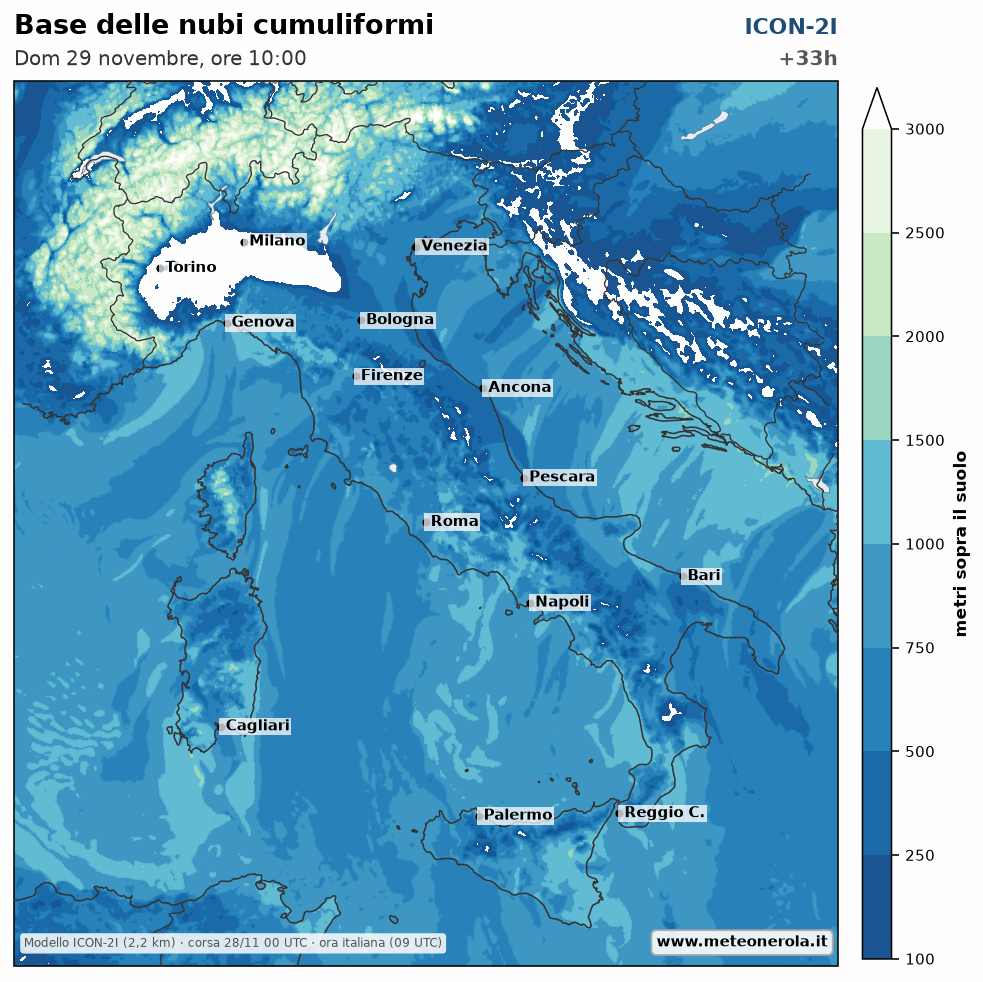 Base delle nubi cumuliformi
ICON-2I
Dom 29 novembre, ore 10:00
+33h
Milano
Venezia
Torino
Genova
Bologna
Firenze
Ancona
Pescara
Roma
Bari
Napoli
Cagliari
Palermo
Reggio C.
3000
2500
2000
1500
1000
750
500
250
100
metri sopra il suolo
Modello ICON-2I (2,2 km) · corsa 28/11 00 UTC · ora italiana (09 UTC)
www.meteonerola.it